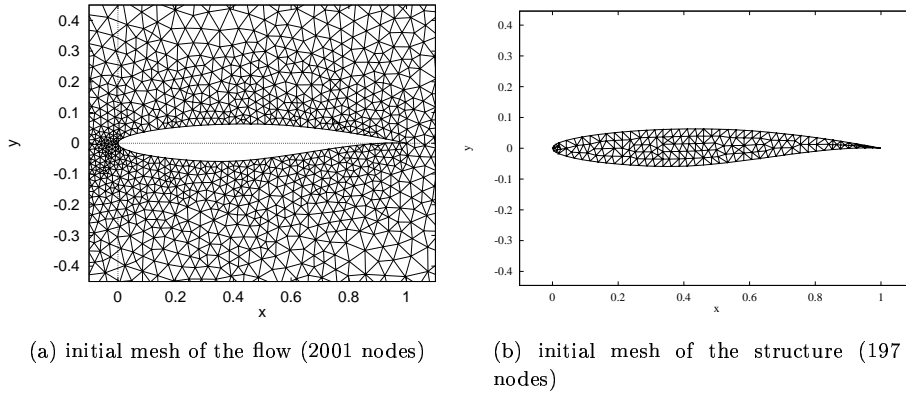 0.4
0.3
0.2
0.1
0
-0.1
-0.2
-0.3
-0.4
y
0 0.2 0.4 0.6 0.8 1
x
(a) initial mesh of the flow (2001 nodes)
0.4
0.3
0.2
0.1
0
-0.1
-0.2
-0.3
-0.4
y
0 0.2 0.4 0.6 0.8 1
x
(b) initial mesh of the structure (197
nodes)